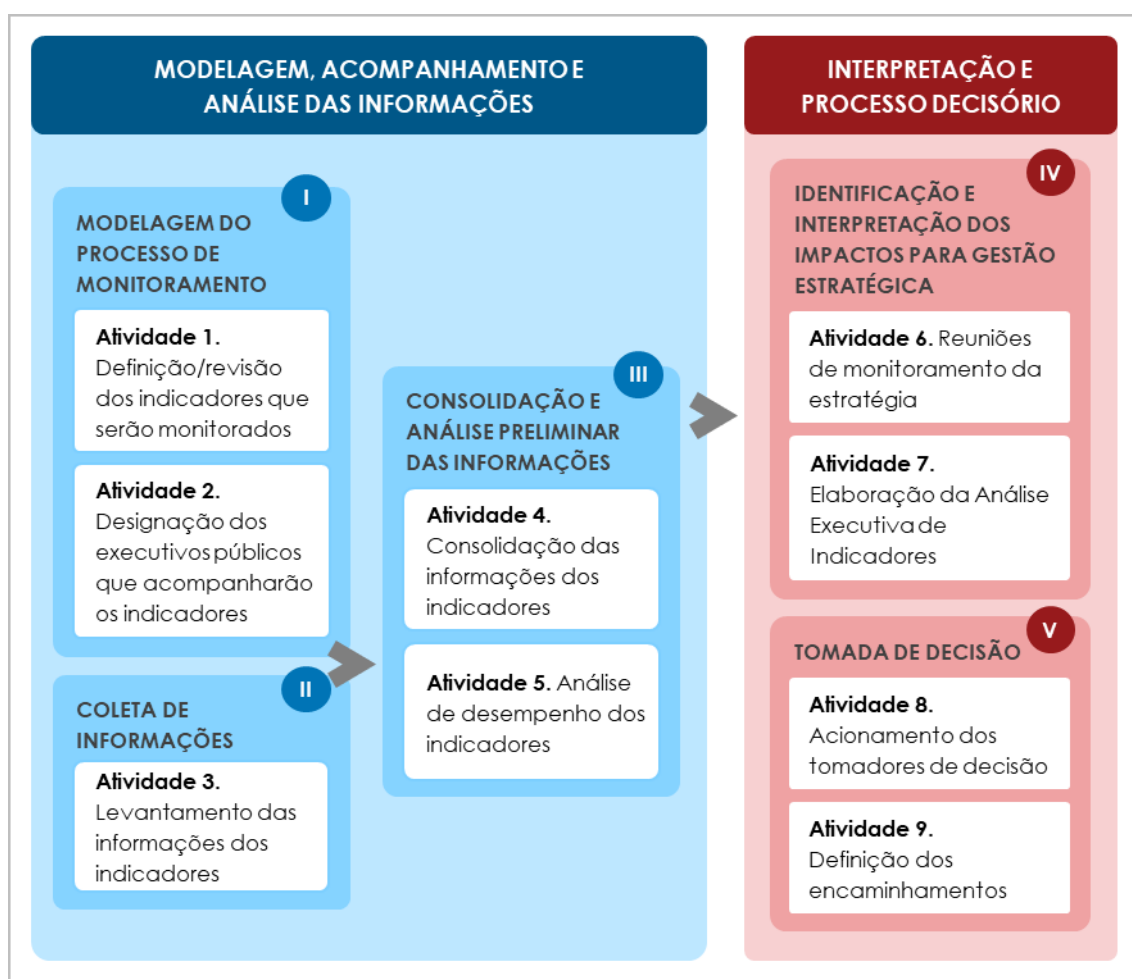 MODELAGEM, ACOMPANHAMENTO E
ANÁLISE DAS INFORMAÇÕES
I
MODELAGEM DO
PROCESSO DE
MONITORAMENTO
Atividade 1.
Definição/revisão
dos indicadores que
serão monitorados
Atividade 2.
Designação dos
executivos públicos
que acompanharão
os indicadores
II
COLETA DE
INFORMAÇÕES
Atividade 3.
Levantamento das
informações dos
indicadores
III
CONSOLIDAÇÃO E
ANÁLISE PRELIMINAR
DAS INFORMAÇÕES
Atividade 4.
Consolidação das
informações dos
indicadores
Atividade 5. Análise
de desempenho dos
indicadores
INTERPRETAÇÃO E
PROCESSO DECISÓRIO
IV
IDENTIFICAÇÃO E
INTERPRETAÇÃO DOS
IMPACTOS PARA GESTÃO
ESTRATÉGICA
Atividade 6. Reuniões
de monitoramento da
estratégia
Atividade 7.
Elaboração da Análise
Executiva de
Indicadores
V
TOMADA DE DECISÃO
Atividade 8.
Acionamento dos
tomadores de decisão
Atividade 9.
Definição dos
encaminhamentos